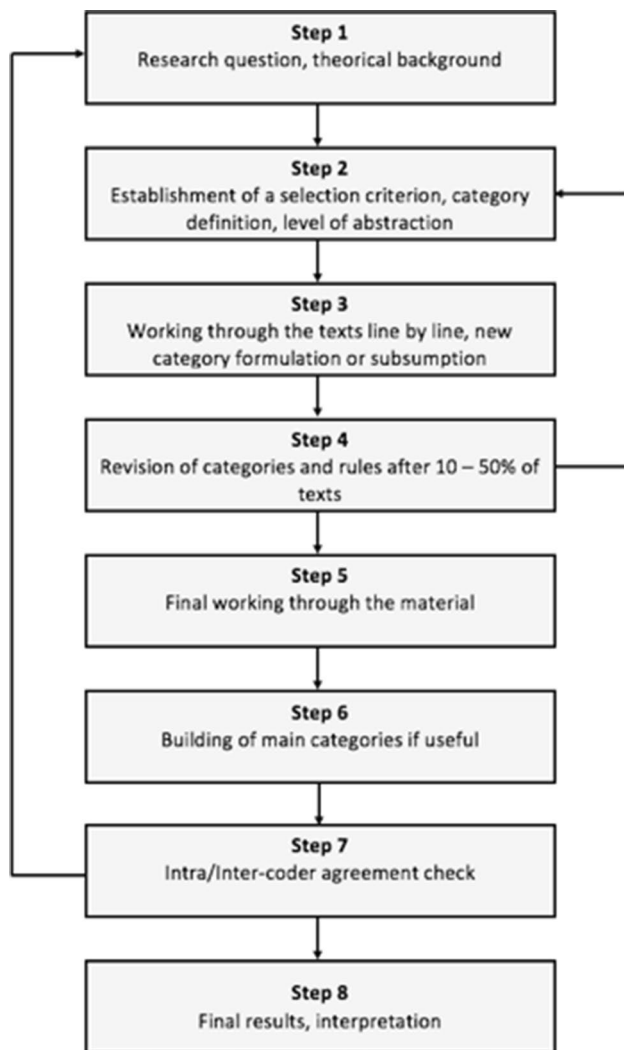 Step 1
Research question, theorical background
Step 2
Establishment of a selection criterion, category
definition, level of abstraction
Step 3
Working through the texts line by line, new
category formulation or subsumption
Step 4
Revision of categories and rules after 10 – 50% of
texts
Step 5
Final working through the material
Step 6
Building of main categories if useful
Step 7
Intra/Inter-coder agreement check
Step 8
Final results, interpretation